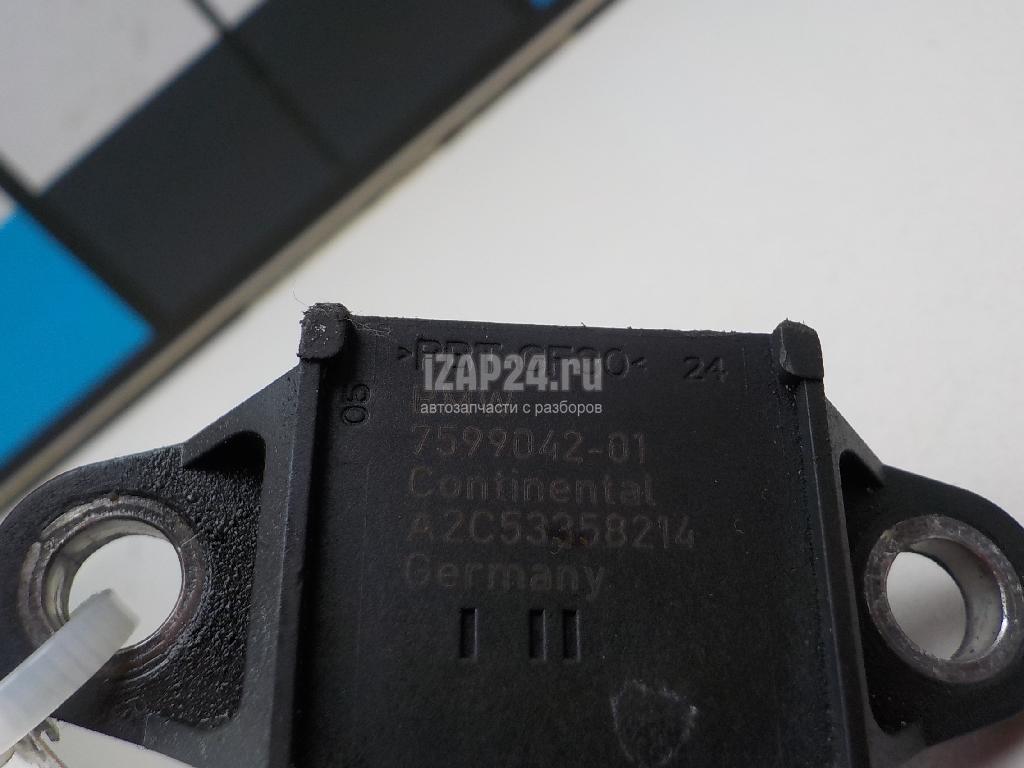 >PBT GF30< 24
05
BMW
7599042-01
Continental
A2C53358214
Germany
IZAP24.ru
автозапчасти с разборов